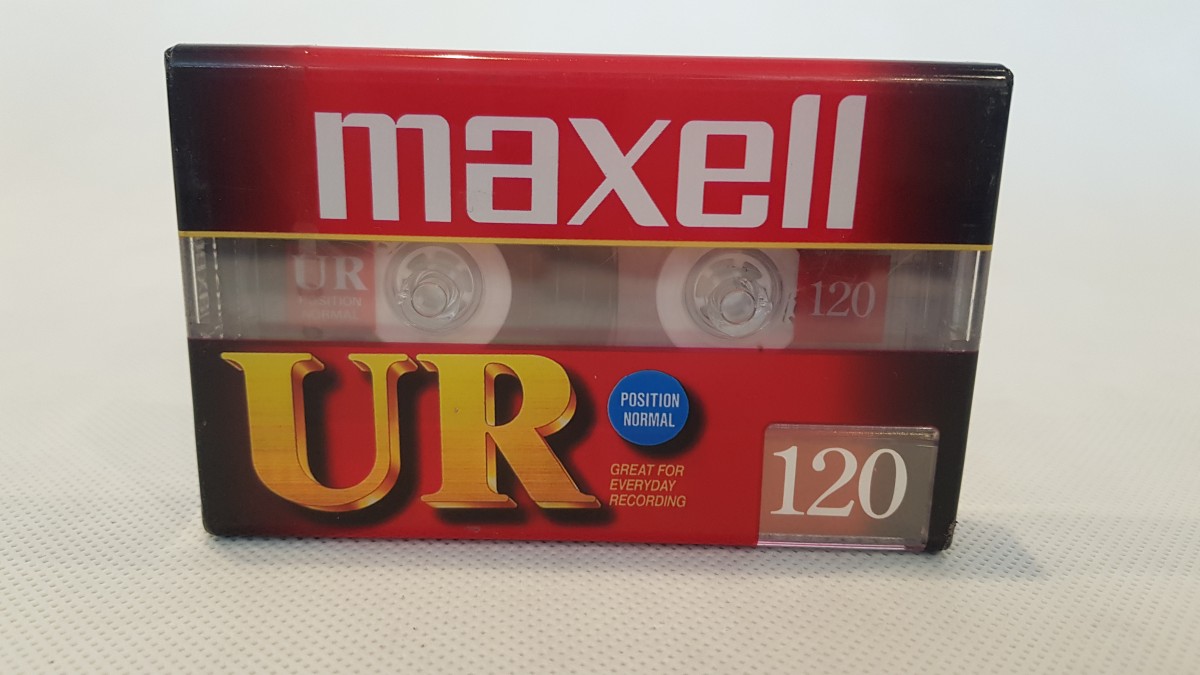 maxell
UR
POSITION
NORMAL
120
UR
POSITION
NORMAL
GREAT FOR
EVERYDAY
RECORDING
120